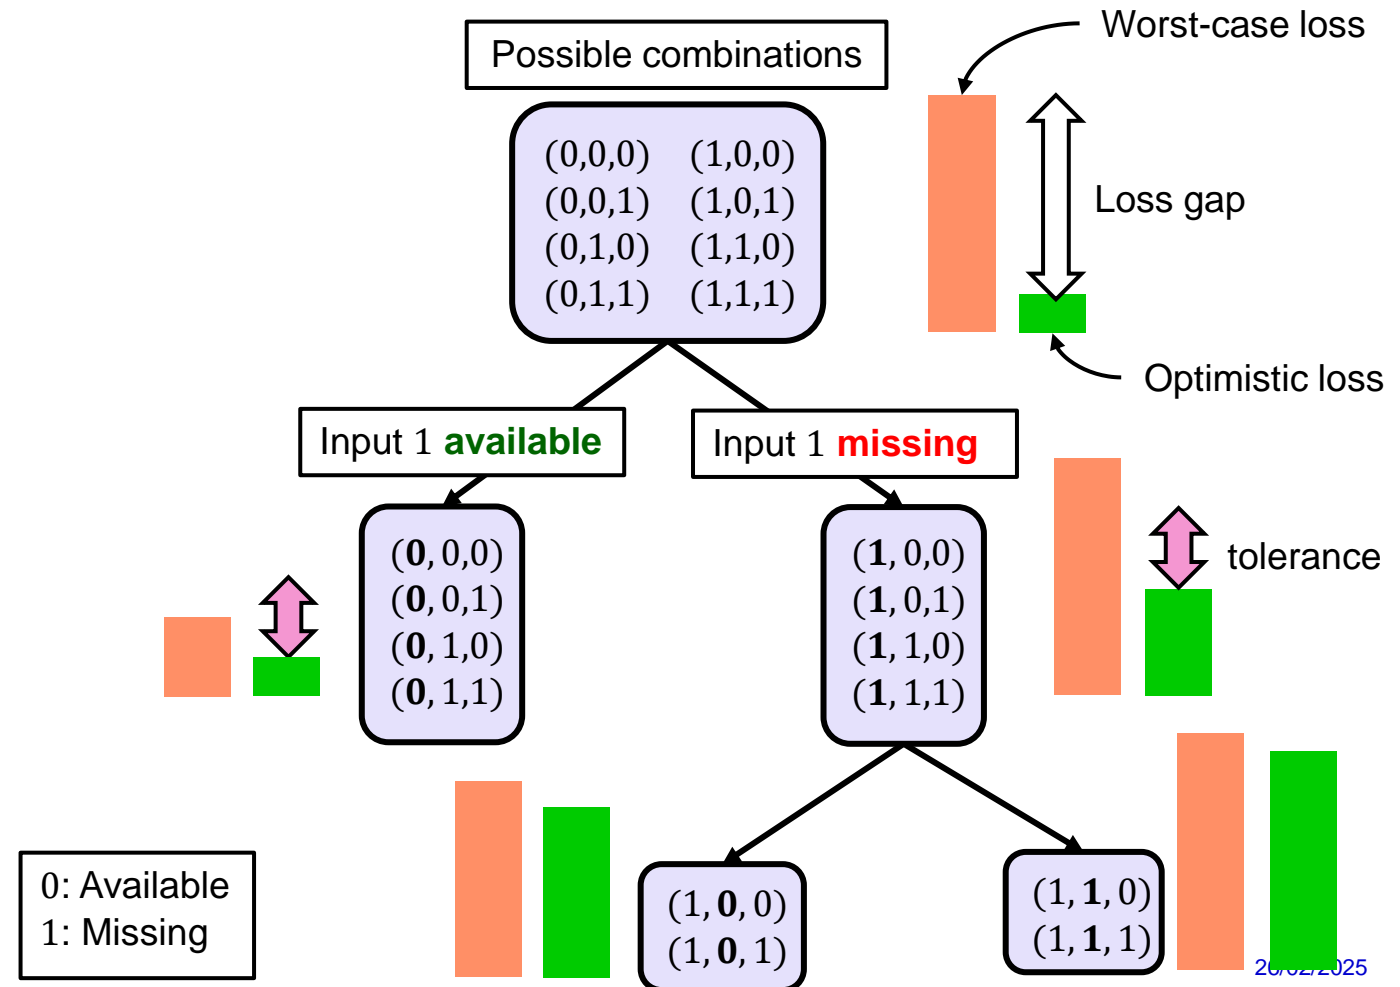 Worst-case loss
Possible combinations
(0,0,0) (1,0,0)
(0,0,1) (1,0,1)
(0,1,0) (1,1,0)
(0,1,1) (1,1,1)
Loss gap
Optimistic loss
Input 1 available
Input 1 missing
(0, 0,0)
(0, 0,1)
(0, 1,0)
(0, 1,1)
(1, 0,0)
(1, 0,1)
(1, 1,0)
(1, 1,1)
tolerance
0: Available
1: Missing
(1, 0, 0)
(1, 0, 1)
(1, 1, 0)
(1, 1, 1)
26/02/2025